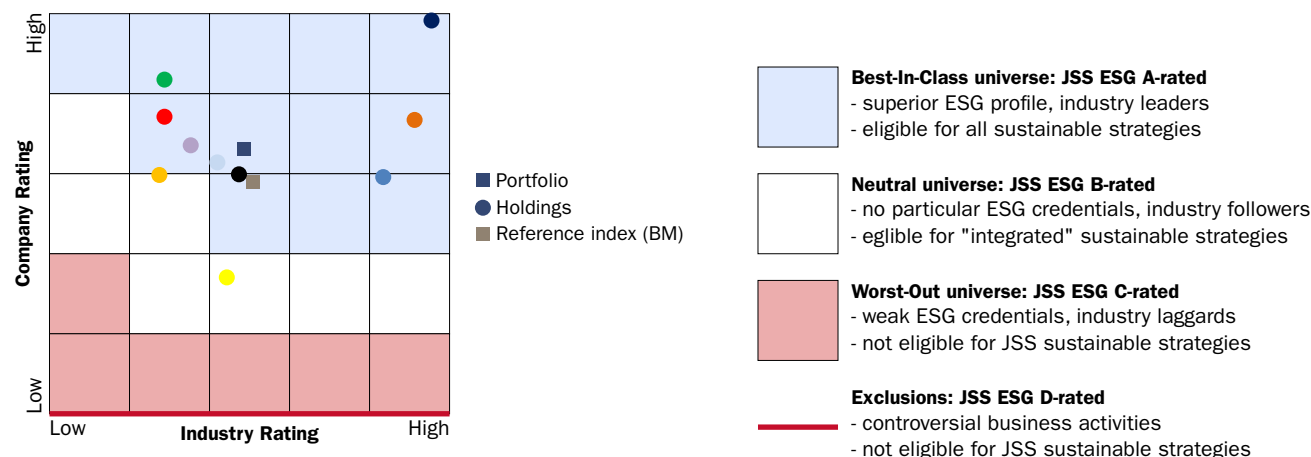 High
Company Rating
Low
Low
Industry Rating
High
Portfolio
Holdings
Reference index (BM)
Best-In-Class universe: JSS ESG A-rated
- superior ESG profile, industry leaders
- eligible for all sustainable strategies
Neutral universe: JSS ESG B-rated
- no particular ESG credentials, industry followers
- eglible for "integrated" sustainable strategies
Worst-Out universe: JSS ESG C-rated
- weak ESG credentials, industry laggards
- not eligible for JSS sustainable strategies
Exclusions: JSS ESG D-rated
- controversial business activities
- not eligible for JSS sustainable strategies